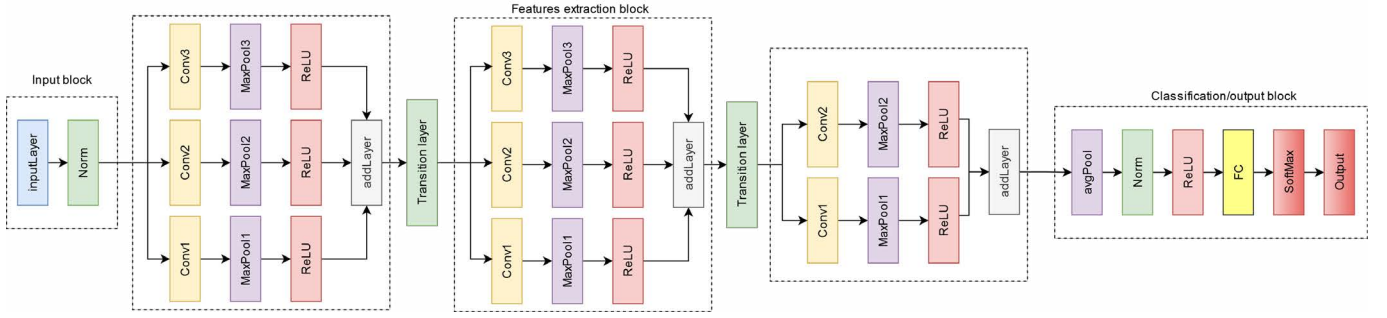 Features extraction block
Input block
inputLayer
Norm
Conv3
MaxPool3
ReLU
Conv2
MaxPool2
ReLU
Conv1
MaxPool1
ReLU
addLayer
Transition layer
Conv3
MaxPool3
ReLU
Conv2
MaxPool2
ReLU
Conv1
MaxPool1
ReLU
addLayer
Transition layer
Conv2
MaxPool2
ReLU
Conv1
MaxPool1
ReLU
addLayer
Classification/output block
avgPool
Norm
ReLU
FC
SoftMax
Output